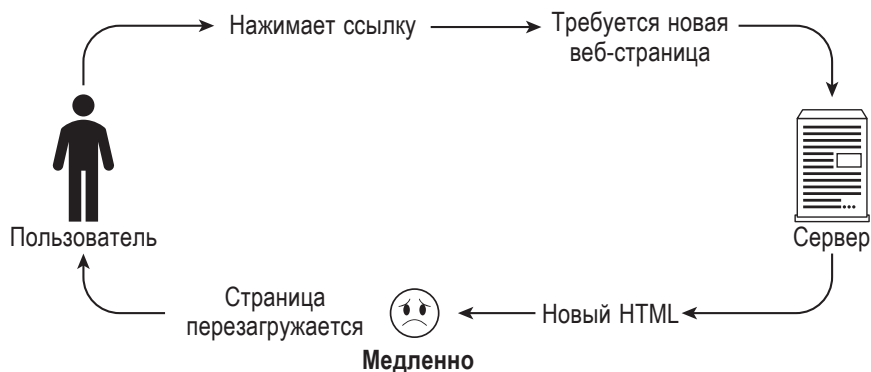 Нажимает ссылку
Требуется новая
веб-страница
Пользователь
Сервер
Страница
перезагружается
Новый HTML
Медленно